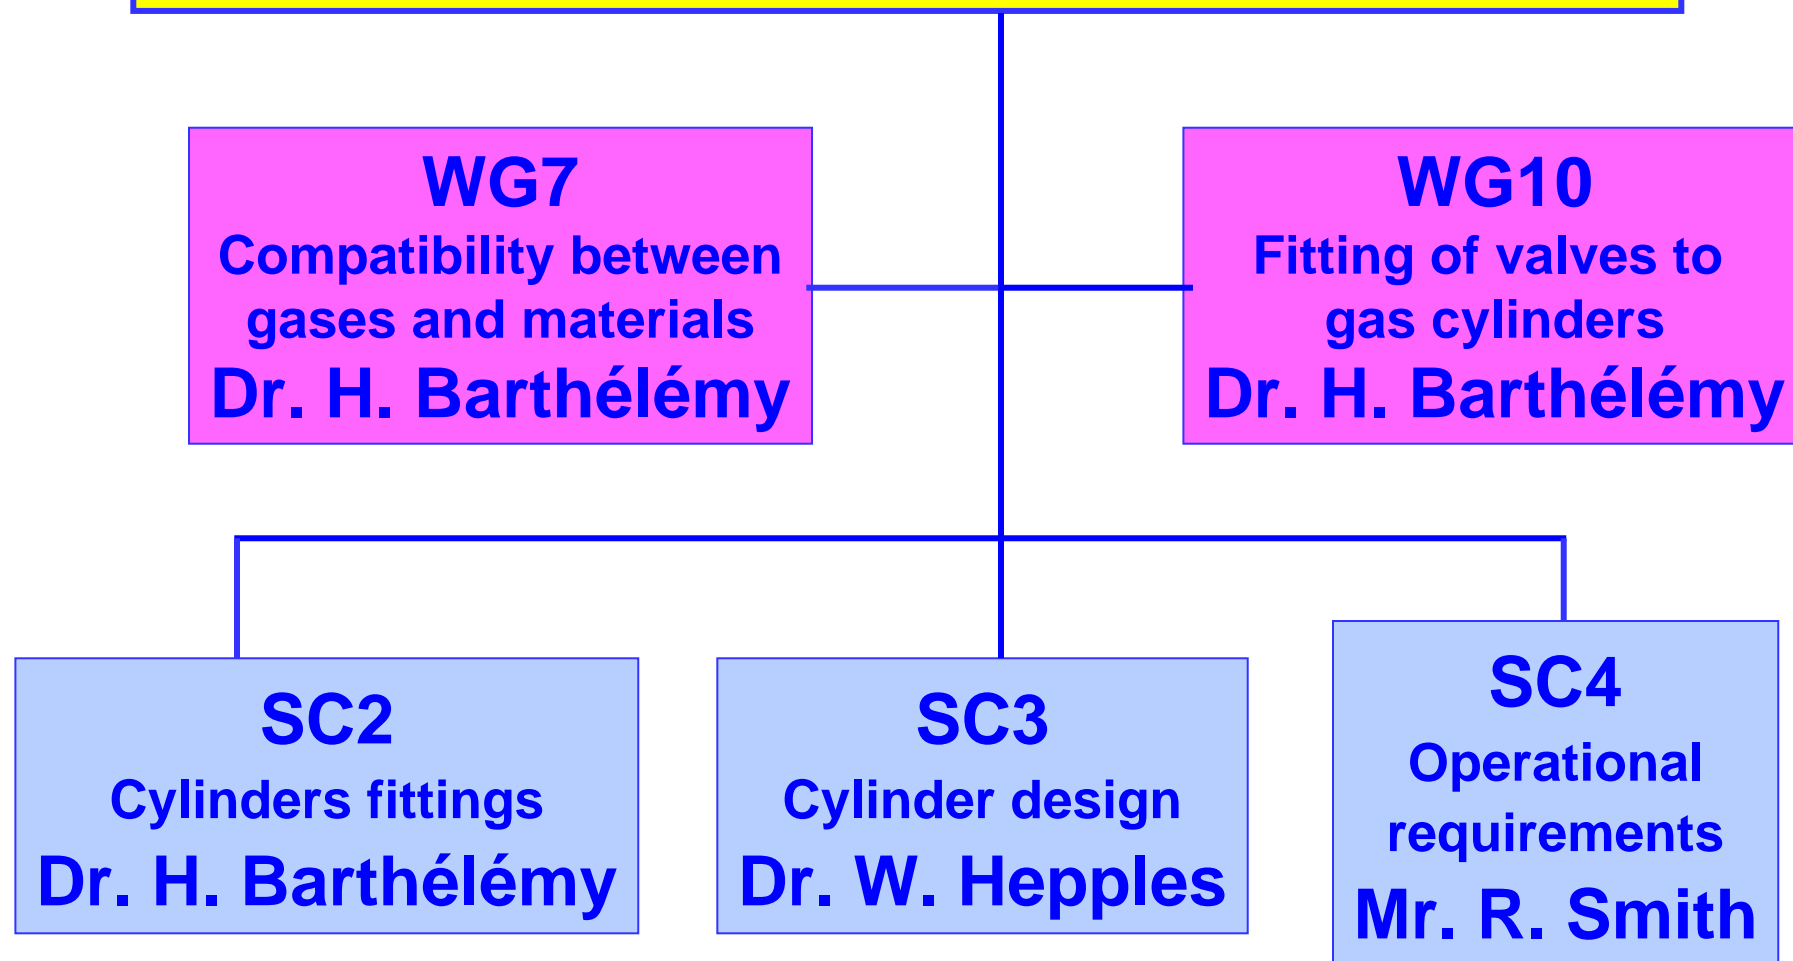 WG7
Compatibility between
gases and materials
Dr. H. Barthélémy
WG10
Fitting of valves to
gas cylinders
Dr. H. Barthélémy
SC2
Cylinders fittings
Dr. H. Barthélémy
SC3
Cylinder design
Dr. W. Hepples
SC4
Operational
requirements
Mr. R. Smith